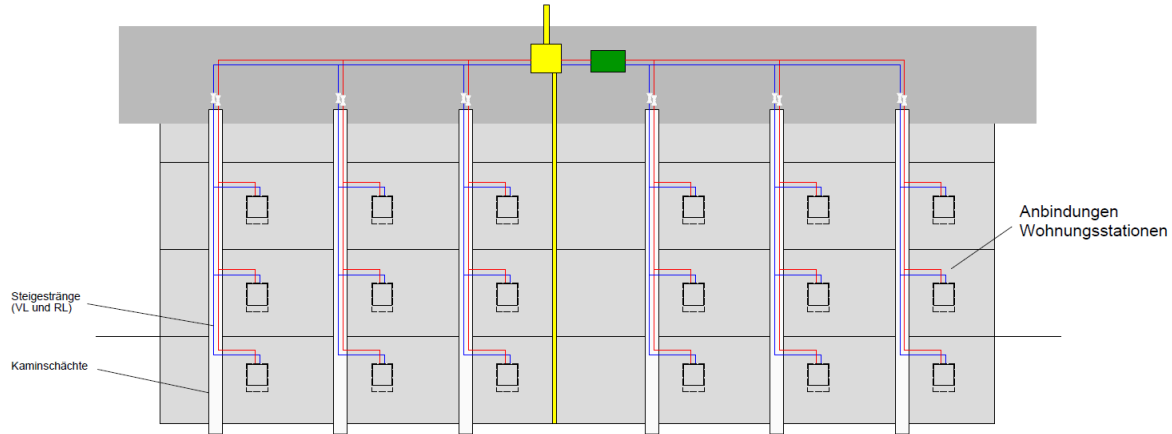 Anbindungen
Wohnungsstationen
Steigestränge
(VL und RL)
Kaminschächte